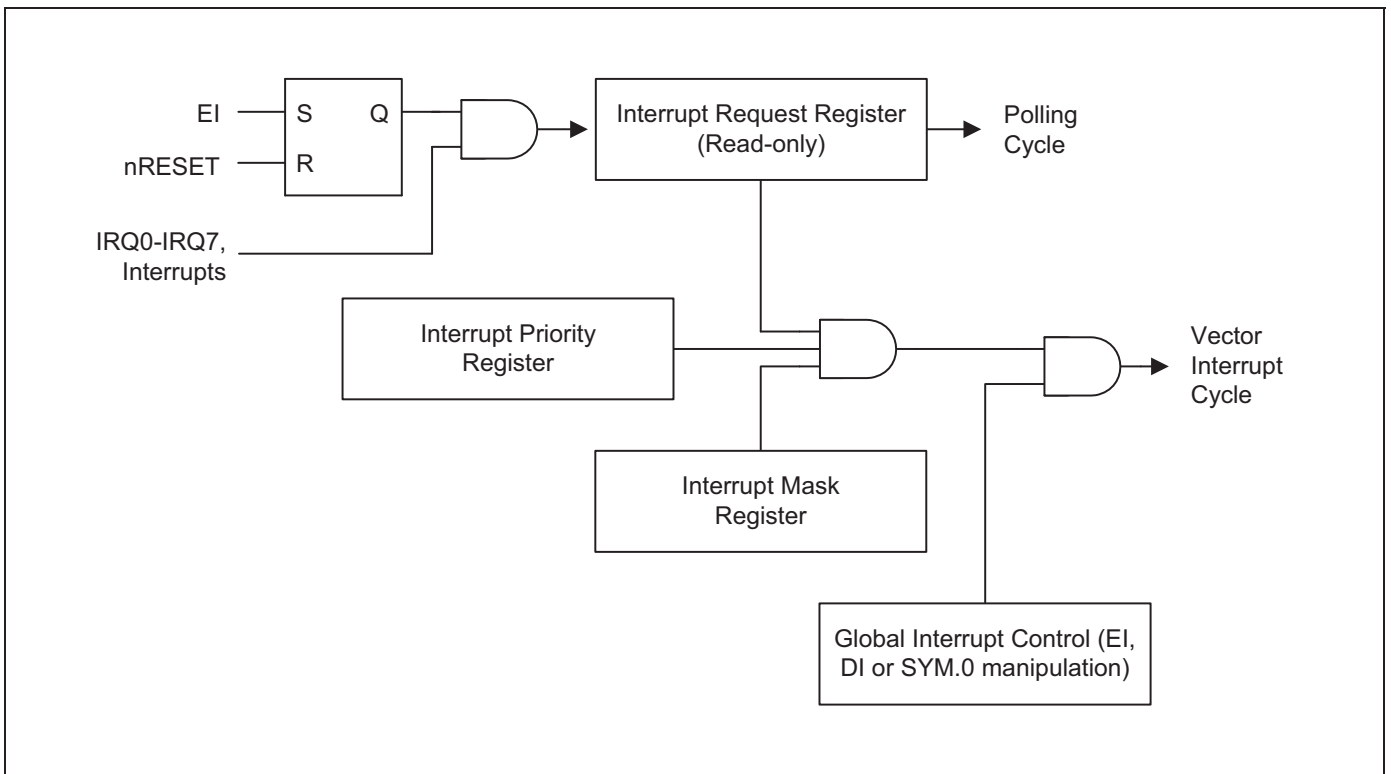 EI
S
Q
nRESET
R
IRQ0-IRQ7,
Interrupts
Interrupt Request Register
(Read-only)
Polling
Cycle
Interrupt Priority
Register
Vector
Interrupt
Cycle
Interrupt Mask
Register
Global Interrupt Control (EI,
DI or SYM.0 manipulation)